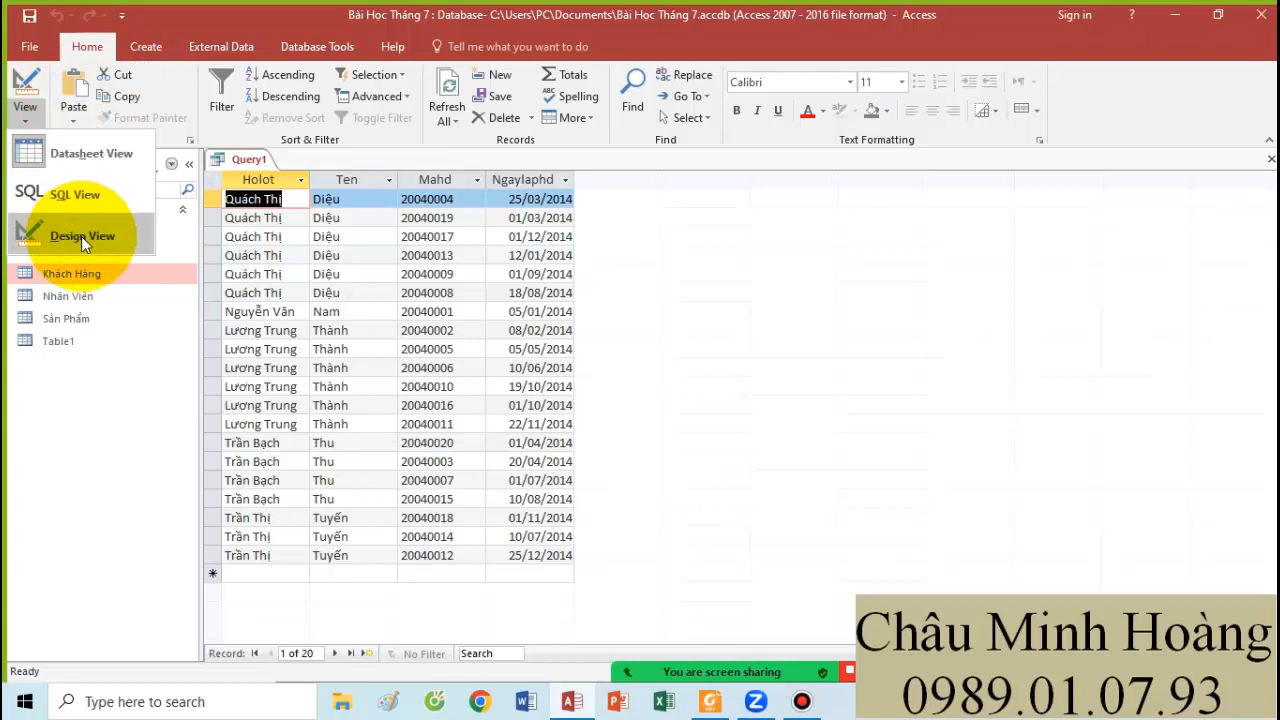 Bài Học Tháng 7 : Database- C:\Users\PC\Documents\Bài Học Tháng 7.accdb (Access 2007 - 2016 file format) - Access
Sign in
?
File Home Create External Data Database Tools Help Tell me what you want to do
View
Paste
Cut
Copy
Format Painter
Filter
Ascending
Descending
Remove Sort
Selection
Advanced
Toggle Filter
Sort & Filter
Refresh
All
New
Save
Delete
Totals
Spelling
More
Records
Find
Replace
Go To
Select
Find
Calibri
11
B I U
Text Formatting
Datasheet View
SQL SQL View
Design View
Khách Hàng
Nhân Viên
Sản Phẩm
Table1
Query1
Holot Ten Mahd Ngaylaphd
Quách Thị Diệu 20040004 25/03/2014
Quách Thị Diệu 20040019 01/03/2014
Quách Thị Diệu 20040017 01/12/2014
Quách Thị Diệu 20040013 12/01/2014
Quách Thị Diệu 20040009 01/09/2014
Quách Thị Diệu 20040008 18/08/2014
Nguyễn Văn Nam 20040001 05/01/2014
Lương Trung Thành 20040002 08/02/2014
Lương Trung Thành 20040005 05/05/2014
Lương Trung Thành 20040006 10/06/2014
Lương Trung Thành 20040010 19/10/2014
Lương Trung Thành 20040016 01/10/2014
Lương Trung Thành 20040011 22/11/2014
Trần Bạch Thu 20040020 01/04/2014
Trần Bạch Thu 20040003 20/04/2014
Trần Bạch Thu 20040007 01/07/2014
Trần Bạch Thu 20040015 10/08/2014
Trần Thị Tuyến 20040018 01/11/2014
Trần Thị Tuyến 20040014 10/07/2014
Trần Thị Tuyến 20040012 25/12/2014
Record: 1 of 20 No Filter Search
Ready
You are screen sharing
Châu Minh Hoàng
0989.01.07.93
Type here to search